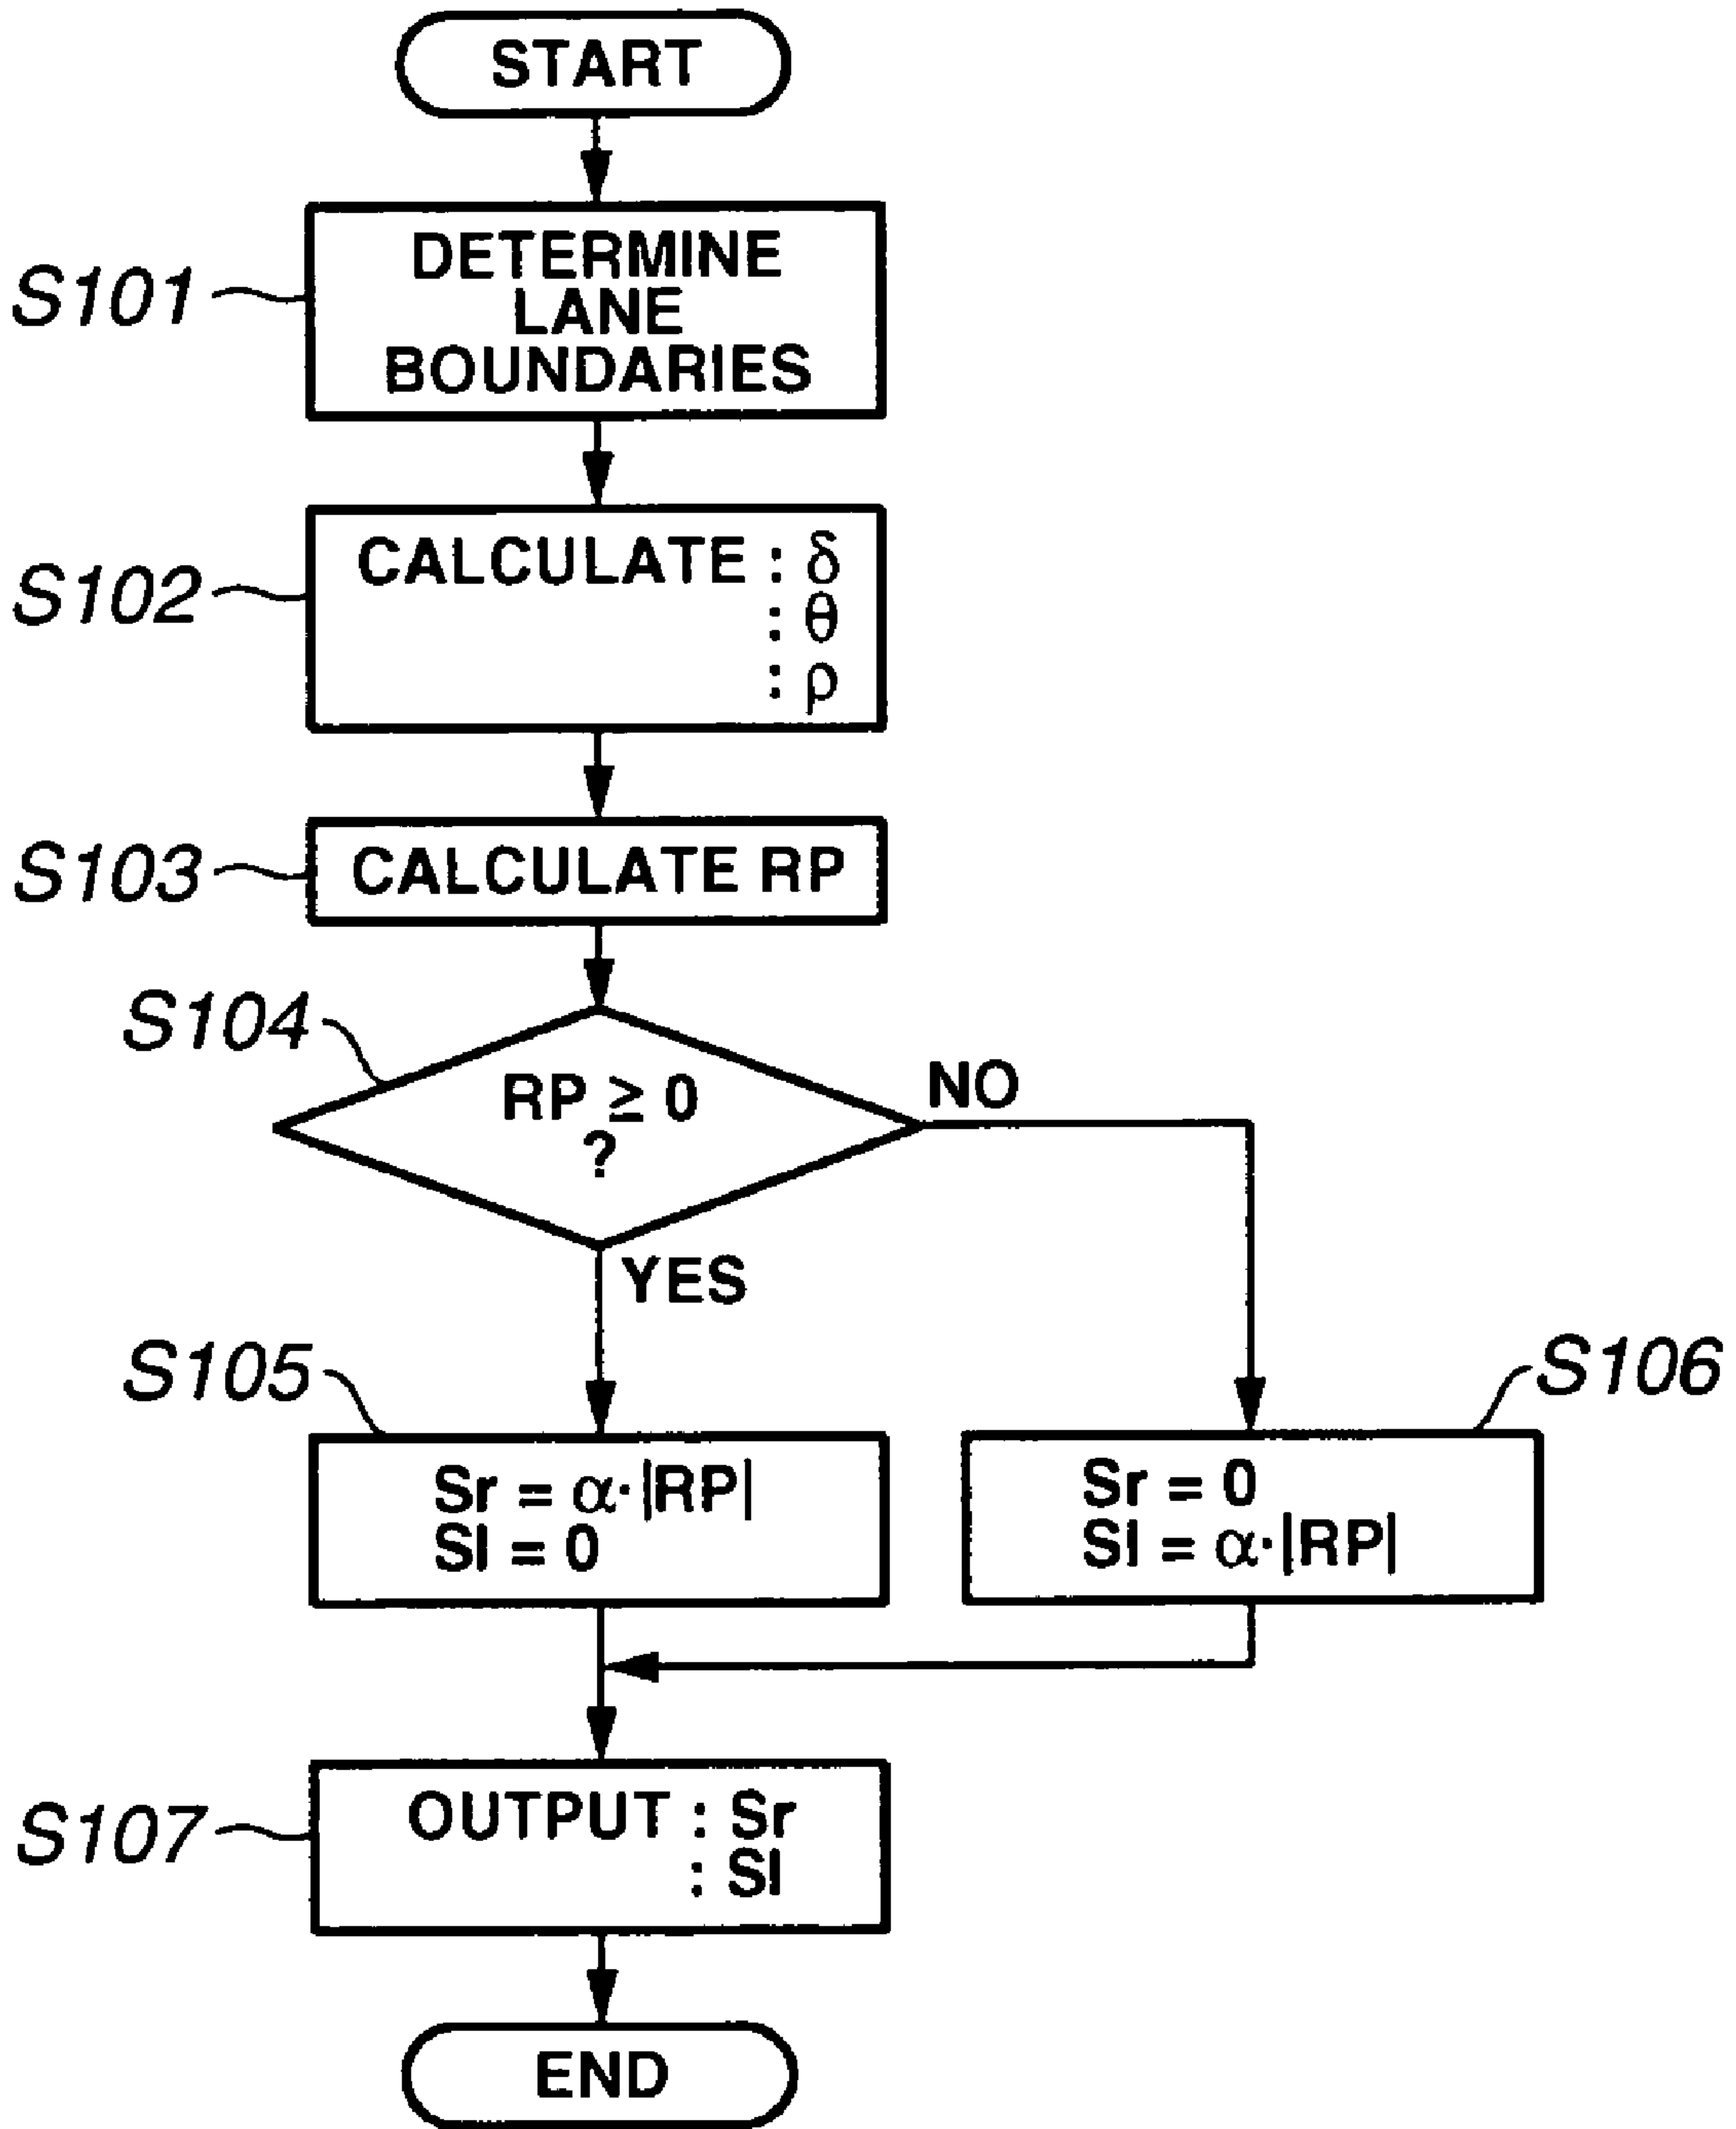 START
S101
DETERMINE
LANE
BOUNDARIES
S102
CALCULATE : δ
: θ
: ρ
S103
CALCULATE RP
S104
RP ≧ 0
?
NO
YES
S105
Sr = α·|RP|
Sl = 0
S106
Sr = 0
Sl = α·|RP|
S107
OUTPUT : Sr
: Sl
END